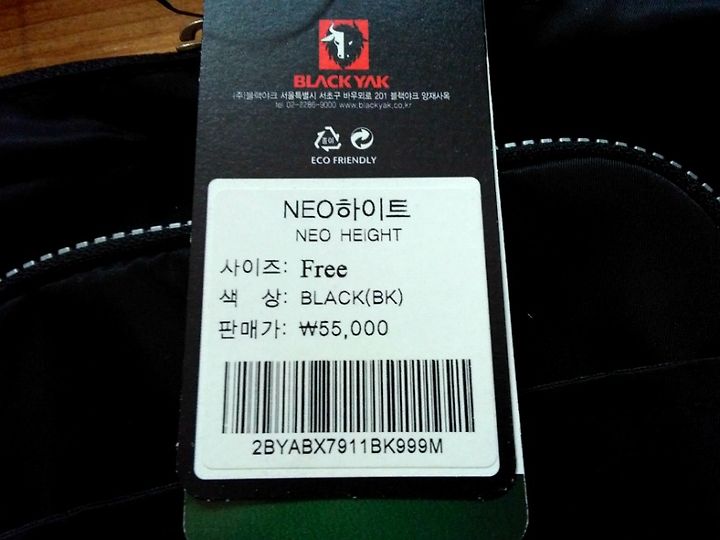 BLACKYAK
(주)블랙야크 서울특별시 서초구 바우뫼로 201 블랙야크 양재사옥
tel. 02-2286-9000 www.blackyak.co.kr
종이
ECO FRIENDLY
NEO하이트
NEO HEIGHT
사이즈: Free
색 상: BLACK(BK)
판매가: ₩55,000
2BYABX7911BK999M